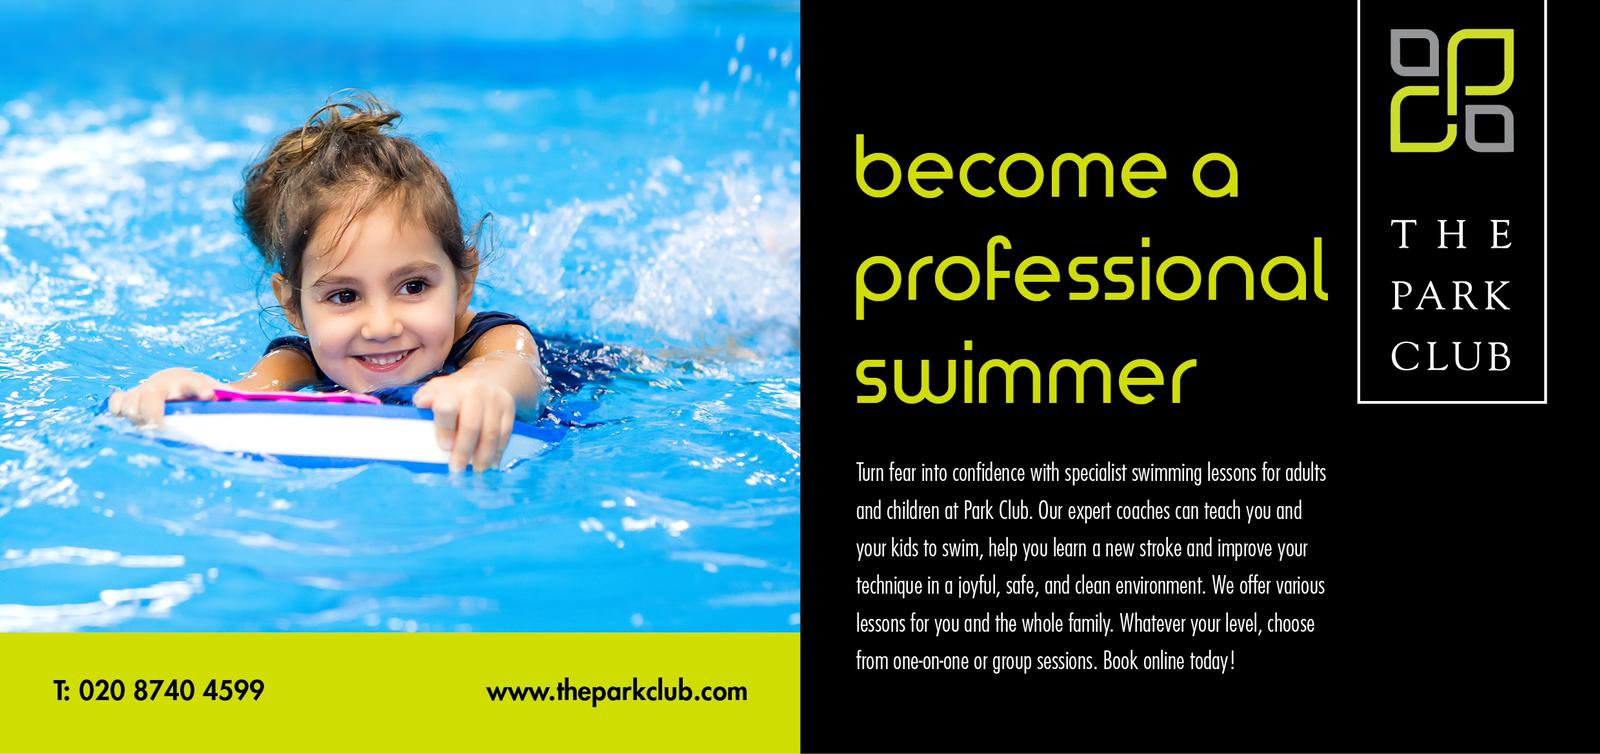 become a
professional
swimmer
THE
PARK
CLUB
Turn fear into confidence with specialist swimming lessons for adults
and children at Park Club. Our expert coaches can teach you and
your kids to swim, help you learn a new stroke and improve your
technique in a joyful, safe, and clean environment. We offer various
lessons for you and the whole family. Whatever your level, choose
from one-on-one or group sessions. Book online today!
T: 020 8740 4599
www.theparkclub.com